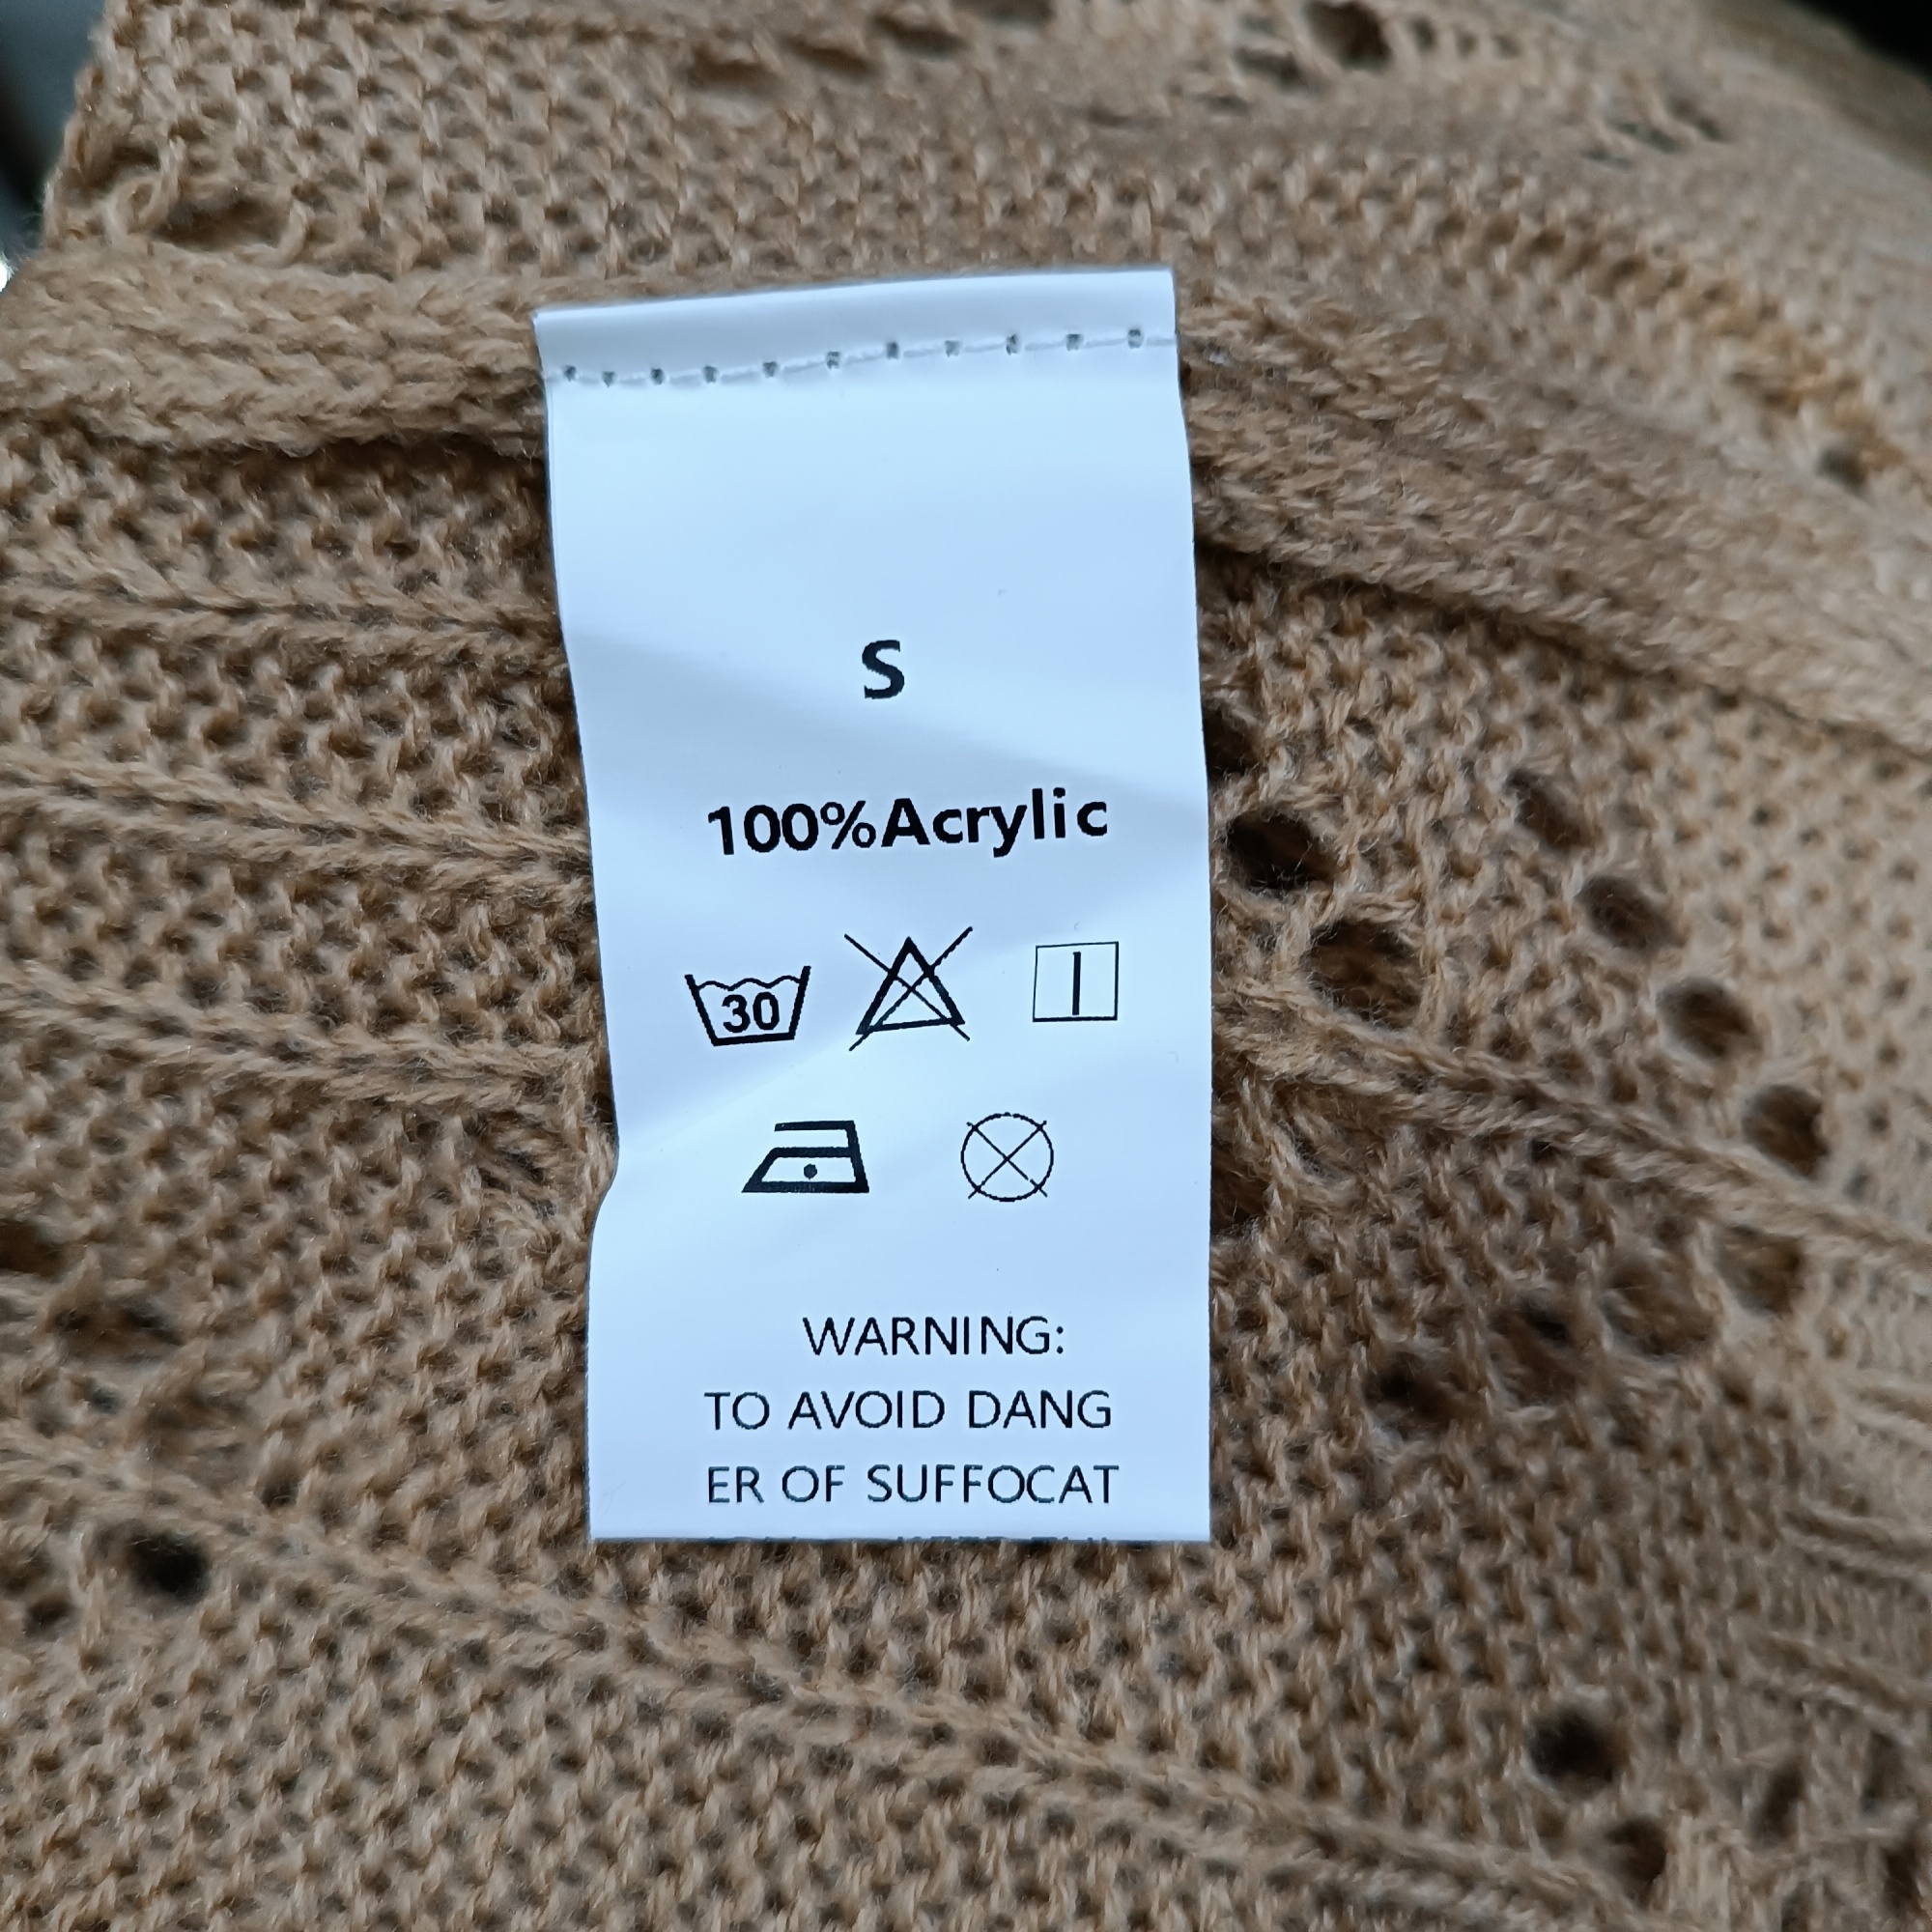 S
100%Acrylic
30
WARNING:
TO AVOID DANG
ER OF SUFFOCAT